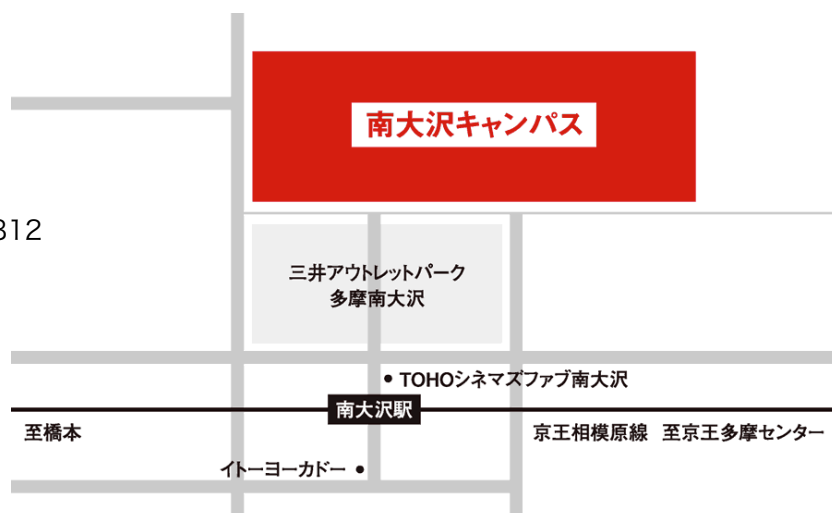 南大沢キャンパス
312
三井アウトレットパーク
多摩南大沢
TOHOシネマズファブ南大沢
南大沢駅
至橋本
京王相模原線 至京王多摩センター
イトーヨーカドー